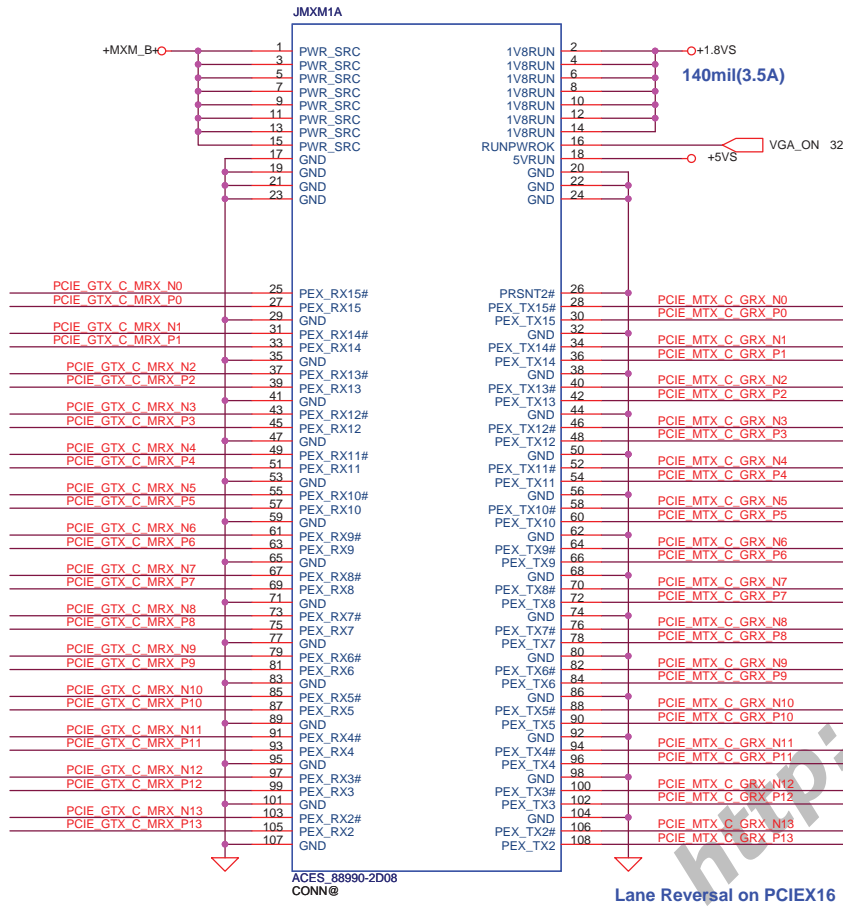 JMXM1A
+MXM_B+ 1 PWR_SRC 1V8RUN 2 +1.8VS
3 PWR_SRC 1V8RUN 4
5 PWR_SRC 1V8RUN 6 140mil(3.5A)
7 PWR_SRC 1V8RUN 8
9 PWR_SRC 1V8RUN 10
11 PWR_SRC 1V8RUN 12
13 PWR_SRC 1V8RUN 14
15 PWR_SRC RUNPWROK 16 VGA_ON 32
17 GND 5VRUN 18 +5VS
19 GND GND 20
21 GND GND 22
23 GND GND 24
PCIE_GTX_C_MRX_N0 25 PEX_RX15# PRSNT2# 26
PCIE_GTX_C_MRX_P0 27 PEX_RX15 PEX_TX15# 28 PCIE_MTX_C_GRX_N0
29 GND PEX_TX15 30 PCIE_MTX_C_GRX_P0
PCIE_GTX_C_MRX_N1 31 PEX_RX14# GND 32
PCIE_GTX_C_MRX_P1 33 PEX_RX14 PEX_TX14# 34 PCIE_MTX_C_GRX_N1
35 GND PEX_TX14 36 PCIE_MTX_C_GRX_P1
PCIE_GTX_C_MRX_N2 37 PEX_RX13# GND 38
PCIE_GTX_C_MRX_P2 39 PEX_RX13 PEX_TX13# 40 PCIE_MTX_C_GRX_N2
41 GND PEX_TX13 42 PCIE_MTX_C_GRX_P2
PCIE_GTX_C_MRX_N3 43 PEX_RX12# GND 44
PCIE_GTX_C_MRX_P3 45 PEX_RX12 PEX_TX12# 46 PCIE_MTX_C_GRX_N3
47 GND PEX_TX12 48 PCIE_MTX_C_GRX_P3
PCIE_GTX_C_MRX_N4 49 PEX_RX11# GND 50
PCIE_GTX_C_MRX_P4 51 PEX_RX11 PEX_TX11# 52 PCIE_MTX_C_GRX_N4
53 GND PEX_TX11 54 PCIE_MTX_C_GRX_P4
PCIE_GTX_C_MRX_N5 55 PEX_RX10# GND 56
PCIE_GTX_C_MRX_P5 57 PEX_RX10 PEX_TX10# 58 PCIE_MTX_C_GRX_N5
59 GND PEX_TX10 60 PCIE_MTX_C_GRX_P5
PCIE_GTX_C_MRX_N6 61 PEX_RX9# GND 62
PCIE_GTX_C_MRX_P6 63 PEX_RX9 PEX_TX9# 64 PCIE_MTX_C_GRX_N6
65 GND PEX_TX9 66 PCIE_MTX_C_GRX_P6
PCIE_GTX_C_MRX_N7 67 PEX_RX8# GND 68
PCIE_GTX_C_MRX_P7 69 PEX_RX8 PEX_TX8# 70 PCIE_MTX_C_GRX_N7
71 GND PEX_TX8 72 PCIE_MTX_C_GRX_P7
PCIE_GTX_C_MRX_N8 73 PEX_RX7# GND 74
PCIE_GTX_C_MRX_P8 75 PEX_RX7 PEX_TX7# 76 PCIE_MTX_C_GRX_N8
77 GND PEX_TX7 78 PCIE_MTX_C_GRX_P8
PCIE_GTX_C_MRX_N9 79 PEX_RX6# GND 80
PCIE_GTX_C_MRX_P9 81 PEX_RX6 PEX_TX6# 82 PCIE_MTX_C_GRX_N9
83 GND PEX_TX6 84 PCIE_MTX_C_GRX_P9
PCIE_GTX_C_MRX_N10 85 PEX_RX5# GND 86
PCIE_GTX_C_MRX_P10 87 PEX_RX5 PEX_TX5# 88 PCIE_MTX_C_GRX_N10
89 GND PEX_TX5 90 PCIE_MTX_C_GRX_P10
PCIE_GTX_C_MRX_N11 91 PEX_RX4# GND 92
PCIE_GTX_C_MRX_P11 93 PEX_RX4 PEX_TX4# 94 PCIE_MTX_C_GRX_N11
95 GND PEX_TX4 96 PCIE_MTX_C_GRX_P11
PCIE_GTX_C_MRX_N12 97 PEX_RX3# GND 98
PCIE_GTX_C_MRX_P12 99 PEX_RX3 PEX_TX3# 100 PCIE_MTX_C_GRX_N12
101 GND PEX_TX3 102 PCIE_MTX_C_GRX_P12
PCIE_GTX_C_MRX_N13 103 PEX_RX2# GND 104
PCIE_GTX_C_MRX_P13 105 PEX_RX2 PEX_TX2# 106 PCIE_MTX_C_GRX_N13
107 GND PEX_TX2 108 PCIE_MTX_C_GRX_P13
http:
ACES_88990-2D08
CONN@
Lane Reversal on PCIEX16